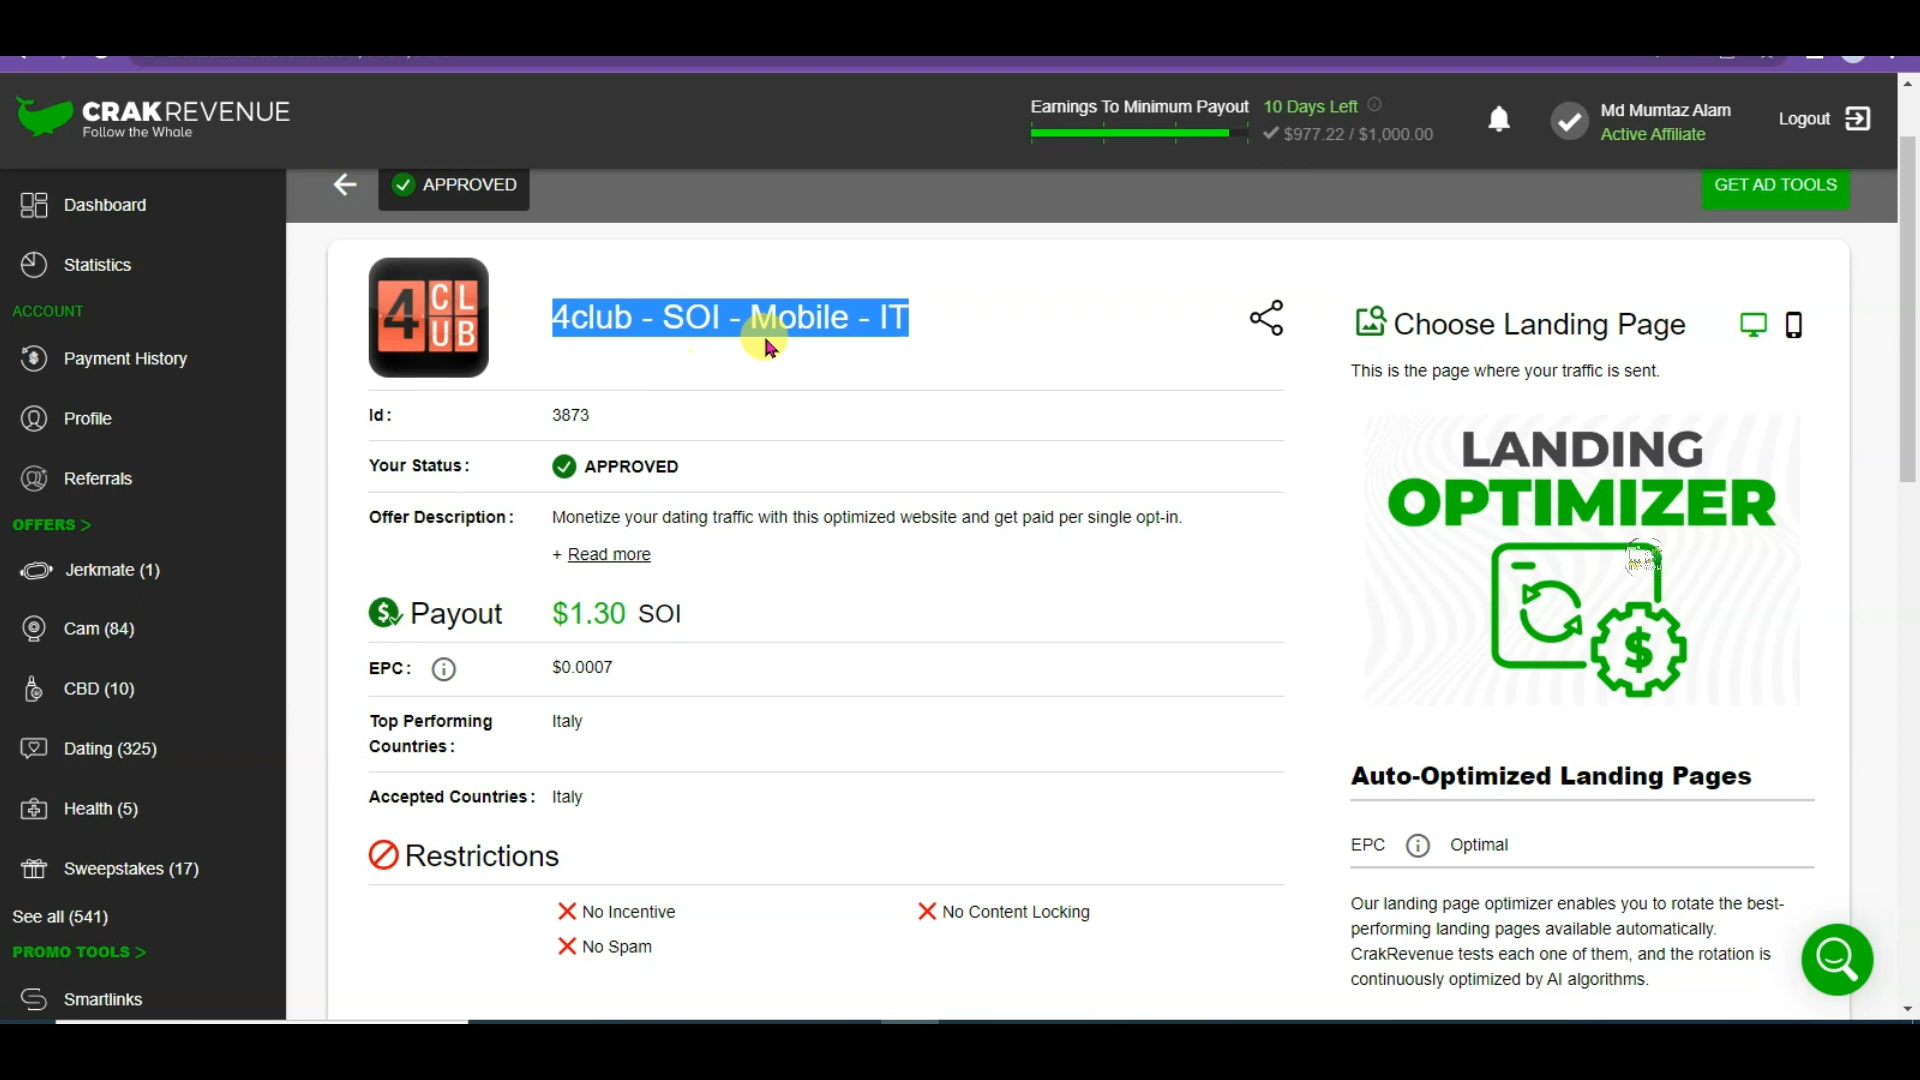 CRAKREVENUE
Follow the Whale
Earnings To Minimum Payout 10 Days Left
$977.22 / $1,000.00
Md Mumtaz Alam
Active Affiliate
Logout
APPROVED
GET AD TOOLS
Dashboard
Statistics
ACCOUNT
Payment History
Profile
Referrals
OFFERS >
Jerkmate (1)
Cam (84)
CBD (10)
Dating (325)
Health (5)
Sweepstakes (17)
See all (541)
PROMO TOOLS >
Smartlinks
4 CL
UB
4club - SOI - Mobile - IT
Id: 3873
Your Status: APPROVED
Offer Description: Monetize your dating traffic with this optimized website and get paid per single opt-in.
+ Read more
Payout $1.30 SOI
EPC: $0.0007
Top Performing Countries: Italy
Accepted Countries: Italy
Restrictions
No Incentive
No Content Locking
No Spam
Choose Landing Page
This is the page where your traffic is sent.
LANDING
OPTIMIZER
Auto-Optimized Landing Pages
EPC Optimal
Our landing page optimizer enables you to rotate the best-
performing landing pages available automatically.
CrakRevenue tests each one of them, and the rotation is
continuously optimized by AI algorithms.